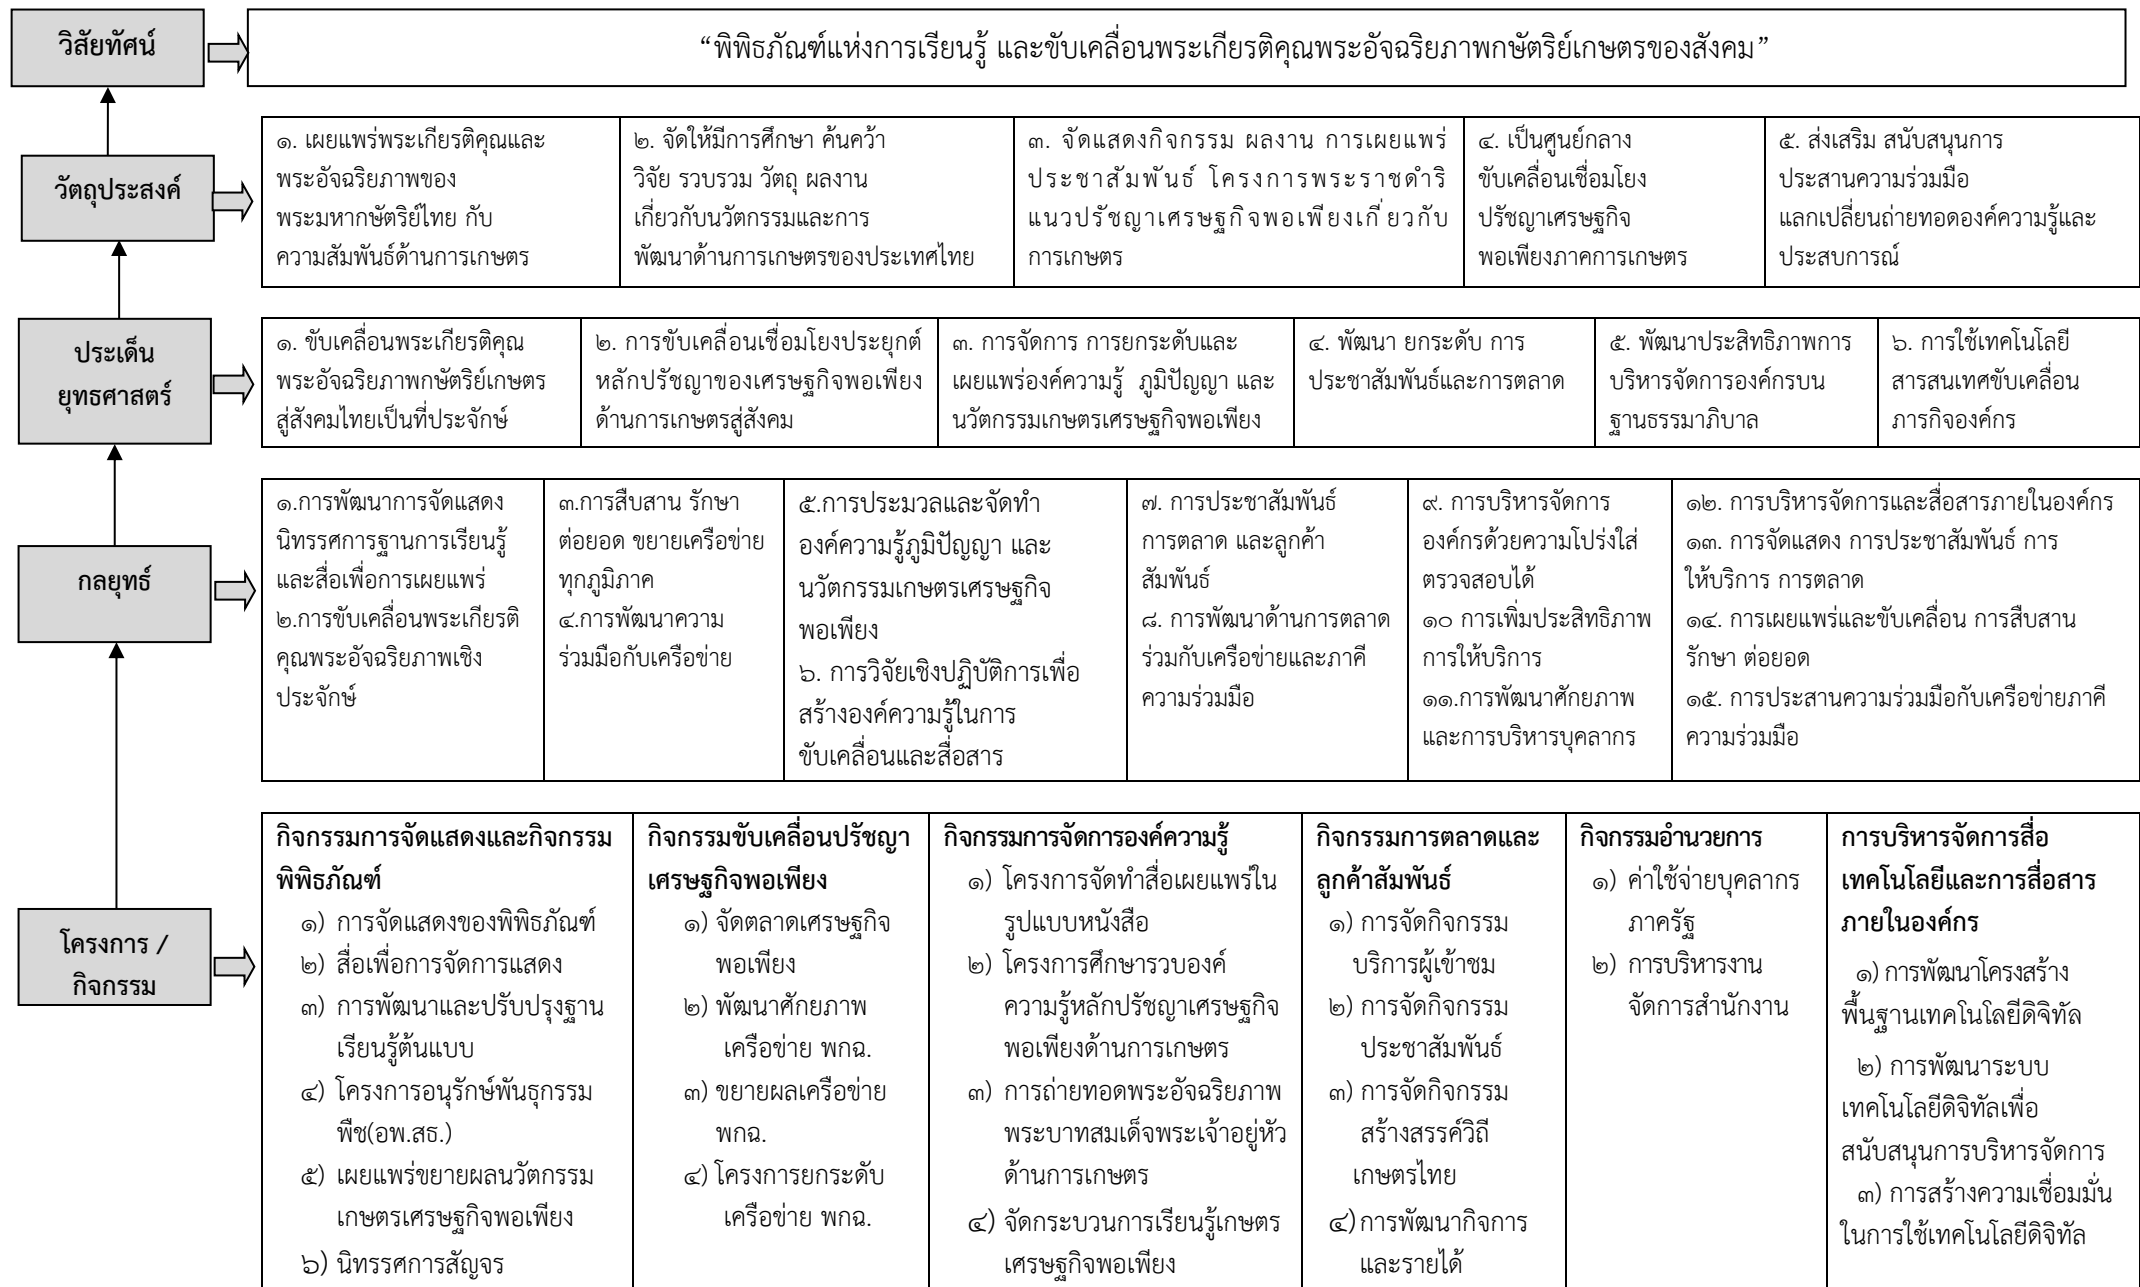 วิสัยทัศน์
“พิพิธภัณฑ์แห่งการเรียนรู้ และขับเคลื่อนพระเกียรติคุณพระอัจฉริยภาพกษัตริย์เกษตรของสังคม”
วัตถุประสงค์
๑. เผยแพร่พระเกียรติคุณและ
พระอัจฉริยภาพของ
พระมหากษัตริย์ไทย กับ
ความสัมพันธ์ด้านการเกษตร
๒. จัดให้มีการศึกษา ค้นคว้า
วิจัย รวบรวม วัตถุ ผลงาน
เกี่ยวกับนวัตกรรมและการ
พัฒนาด้านการเกษตรของประเทศไทย
๓. จัดแสดงกิจกรรม ผลงาน การเผยแพร่
ประชาสัมพันธ์ โครงการพระราชดำริ
แนวปรัชญาเศรษฐกิจพอเพียงเกี่ยวกับ
การเกษตร
๔. เป็นศูนย์กลาง
ขับเคลื่อนเชื่อมโยง
ปรัชญาเศรษฐกิจ
พอเพียงภาคการเกษตร
๕. ส่งเสริม สนับสนุนการ
ประสานความร่วมมือ
แลกเปลี่ยนถ่ายทอดองค์ความรู้และ
ประสบการณ์
ประเด็น
ยุทธศาสตร์
๑. ขับเคลื่อนพระเกียรติคุณ
พระอัจฉริยภาพกษัตริย์เกษตร
สู่สังคมไทยเป็นที่ประจักษ์
๒. การขับเคลื่อนเชื่อมโยงประยุกต์
หลักปรัชญาของเศรษฐกิจพอเพียง
ด้านการเกษตรสู่สังคม
๓. การจัดการ การยกระดับและ
เผยแพร่องค์ความรู้ ภูมิปัญญา และ
นวัตกรรมเกษตรเศรษฐกิจพอเพียง
๔. พัฒนา ยกระดับ การ
ประชาสัมพันธ์และการตลาด
๕. พัฒนาประสิทธิภาพการ
บริหารจัดการองค์กรบน
ฐานธรรมาภิบาล
๖. การใช้เทคโนโลยี
สารสนเทศขับเคลื่อน
ภารกิจองค์กร
กลยุทธ์
๑.การพัฒนาการจัดแสดง
นิทรรศการฐานการเรียนรู้
และสื่อเพื่อการเผยแพร่
๒.การขับเคลื่อนพระเกียรติ
คุณพระอัจฉริยภาพเชิง
ประจักษ์
๓.การสืบสาน รักษา
ต่อยอด ขยายเครือข่าย
ทุกภูมิภาค
๔.การพัฒนาความ
ร่วมมือกับเครือข่าย
๕.การประมวลและจัดทำ
องค์ความรู้ภูมิปัญญา และ
นวัตกรรมเกษตรเศรษฐกิจ
พอเพียง
๖. การวิจัยเชิงปฏิบัติการเพื่อ
สร้างองค์ความรู้ในการ
ขับเคลื่อนและสื่อสาร
๗. การประชาสัมพันธ์
การตลาด และลูกค้า
สัมพันธ์
๘. การพัฒนาด้านการตลาด
ร่วมกับเครือข่ายและภาคี
ความร่วมมือ
๙. การบริหารจัดการ
องค์กรด้วยความโปร่งใส่
ตรวจสอบได้
๑๐ การเพิ่มประสิทธิภาพ
การให้บริการ
๑๑.การพัฒนาศักยภาพ
และการบริหารบุคลากร
๑๒. การบริหารจัดการและสื่อสารภายในองค์กร
๑๓. การจัดแสดง การประชาสัมพันธ์ การ
ให้บริการ การตลาด
๑๔. การเผยแพร่และขับเคลื่อน การสืบสาน
รักษา ต่อยอด
๑๕. การประสานความร่วมมือกับเครือข่ายภาคี
ความร่วมมือ
โครงการ /
กิจกรรม
กิจกรรมการจัดแสดงและกิจกรรม
พิพิธภัณฑ์
๑) การจัดแสดงของพิพิธภัณฑ์
๒) สื่อเพื่อการจัดการแสดง
๓) การพัฒนาและปรับปรุงฐาน
เรียนรู้ต้นแบบ
๔) โครงการอนุรักษ์พันธุกรรม
พืช(อพ.สธ.)
๕) เผยแพร่ขยายผลนวัตกรรม
เกษตรเศรษฐกิจพอเพียง
๖) นิทรรศการสัญจร
กิจกรรมขับเคลื่อนปรัชญา
เศรษฐกิจพอเพียง
๑) จัดตลาดเศรษฐกิจ
พอเพียง
๒) พัฒนาศักยภาพ
เครือข่าย พกฉ.
๓) ขยายผลเครือข่าย
พกฉ.
๔) โครงการยกระดับ
เครือข่าย พกฉ.
กิจกรรมการจัดการองค์ความรู้
๑) โครงการจัดทำสื่อเผยแพร่ใน
รูปแบบหนังสือ
๒) โครงการศึกษารวบองค์
ความรู้หลักปรัชญาเศรษฐกิจ
พอเพียงด้านการเกษตร
๓) การถ่ายทอดพระอัจฉริยภาพ
พระบาทสมเด็จพระเจ้าอยู่หัว
ด้านการเกษตร
๔) จัดกระบวนการเรียนรู้เกษตร
เศรษฐกิจพอเพียง
กิจกรรมการตลาดและ
ลูกค้าสัมพันธ์
๑) การจัดกิจกรรม
บริการผู้เข้าชม
๒) การจัดกิจกรรม
ประชาสัมพันธ์
๓) การจัดกิจกรรม
สร้างสรรค์วิถี
เกษตรไทย
๔) การพัฒนากิจการ
และรายได้
กิจกรรมอำนวยการ
๑) ค่าใช้จ่ายบุคลากร
ภาครัฐ
๒) การบริหารงาน
จัดการสำนักงาน
การบริหารจัดการสื่อ
เทคโนโลยีและการสื่อสาร
ภายในองค์กร
๑) การพัฒนาโครงสร้าง
พื้นฐานเทคโนโลยีดิจิทัล
๒) การพัฒนาระบบ
เทคโนโลยีดิจิทัลเพื่อ
สนับสนุนการบริหารจัดการ
๓) การสร้างความเชื่อมมั่น
ในการใช้เทคโนโลยีดิจิทัล